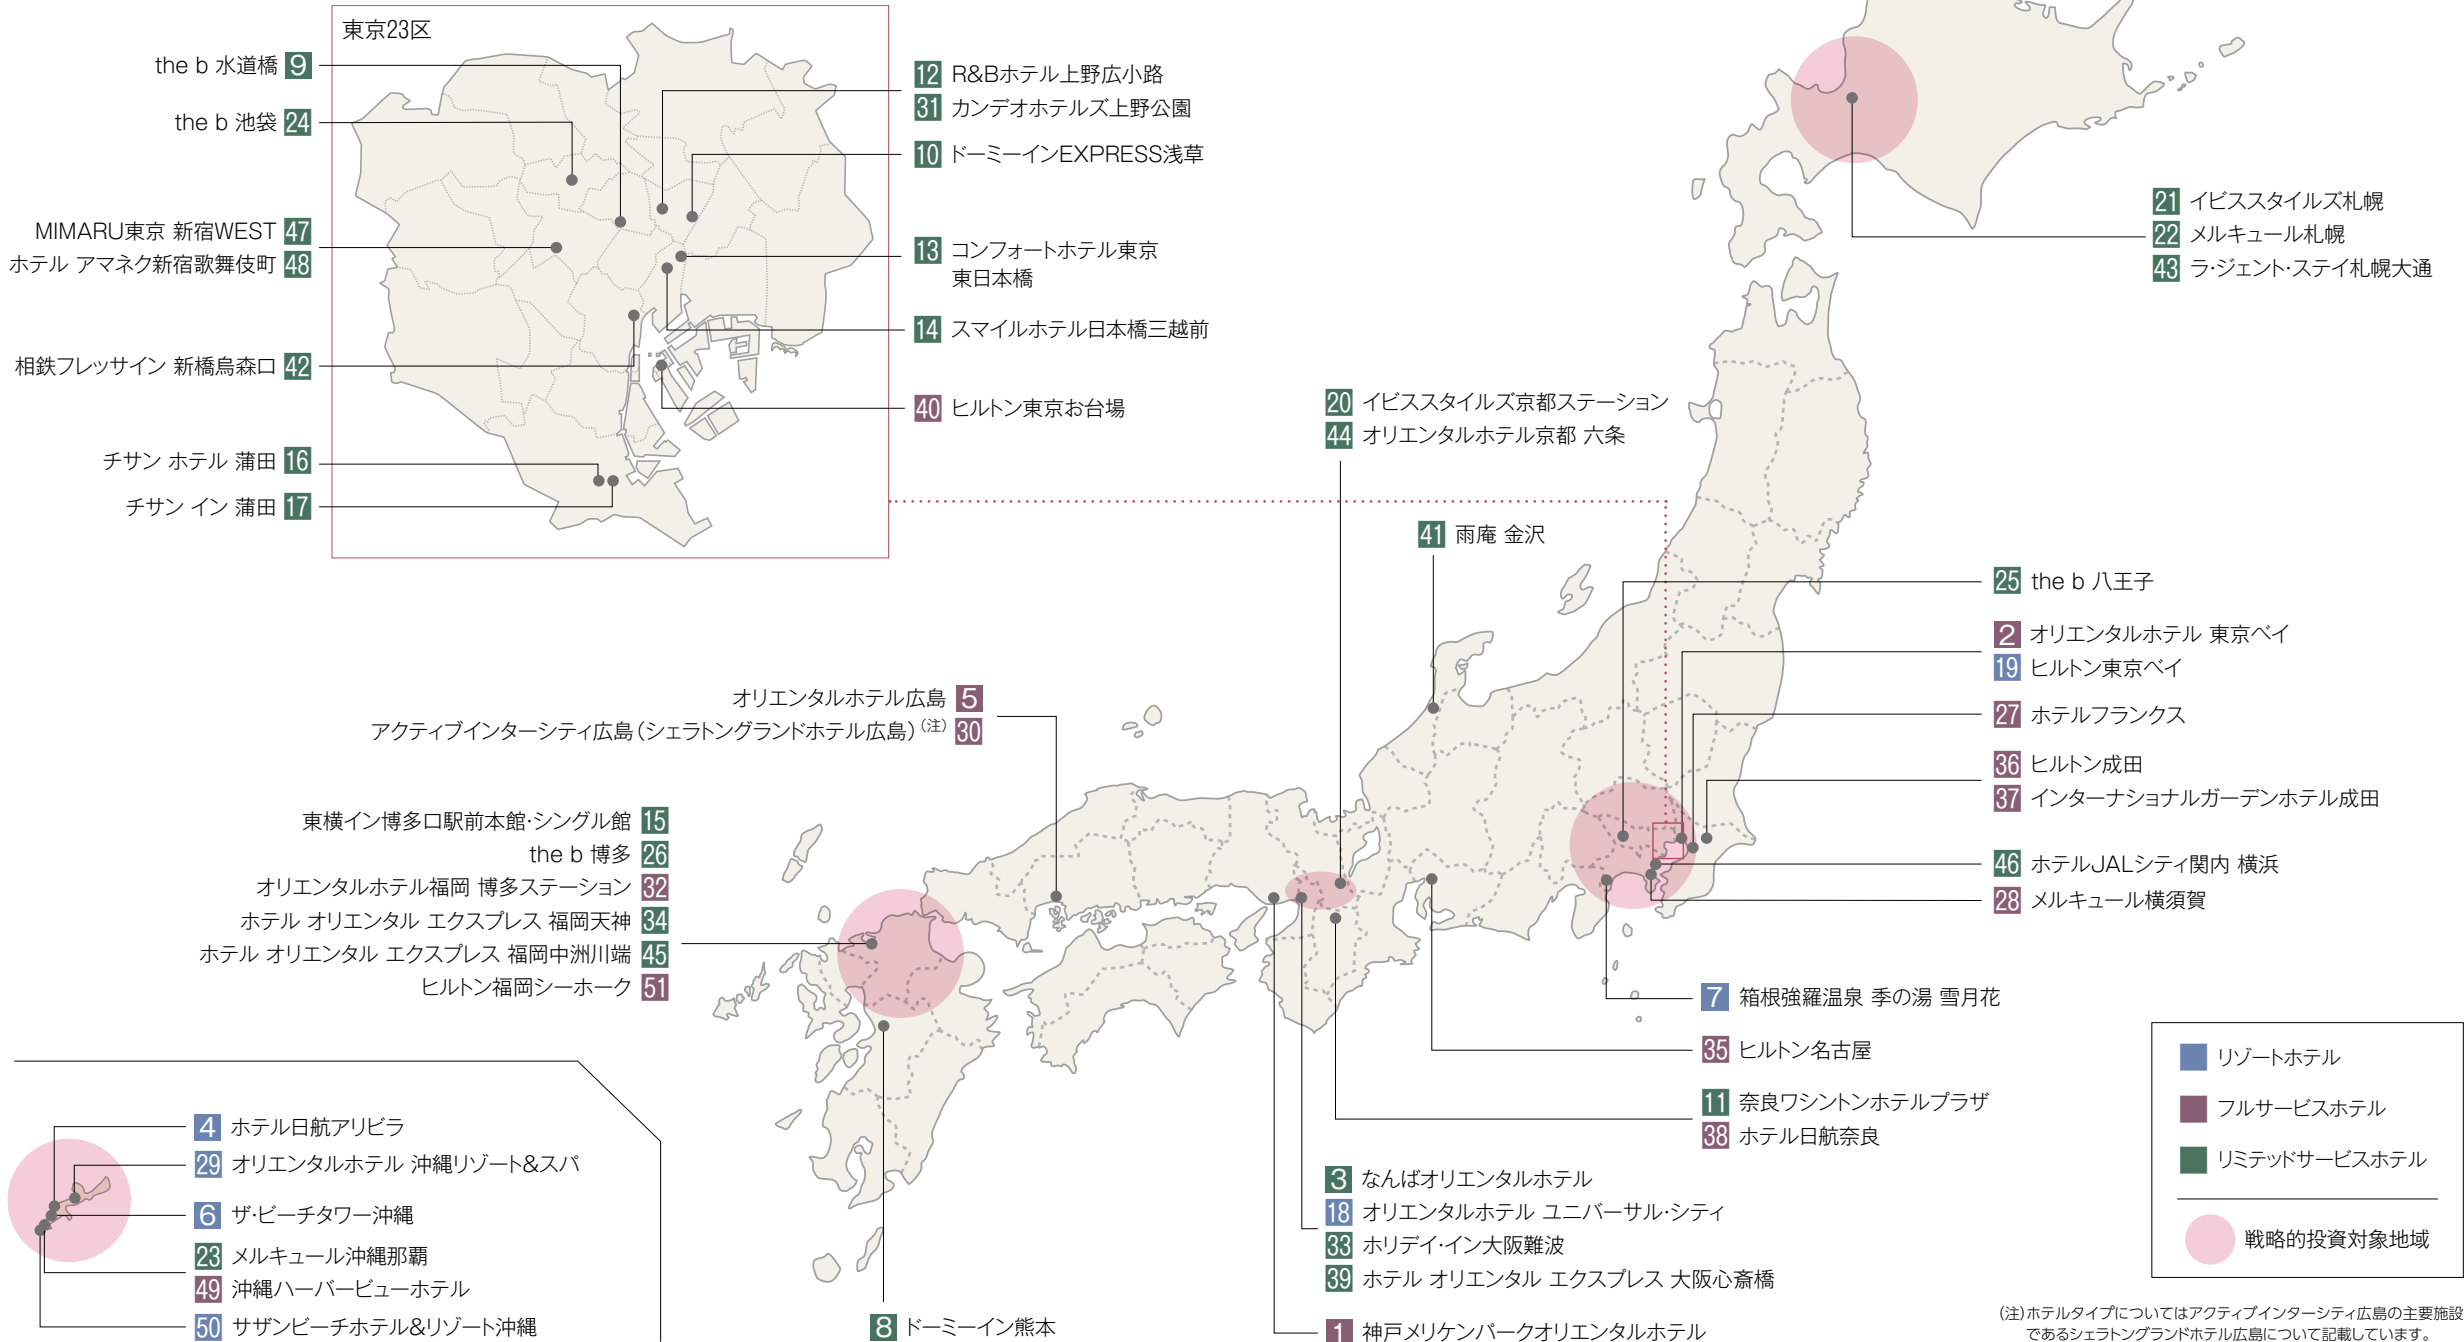 東京23区
the b 水道橋 9
the b 池袋 24
MIMARU東京 新宿WEST 47
ホテル アマネク新宿歌舞伎町 48
相鉄フレッサイン 新橋烏森口 42
チサン ホテル 蒲田 16
チサン イン 蒲田 17
12 R&Bホテル上野広小路
31 カンデオホテルズ上野公園
10 ドーミーインEXPRESS浅草
13 コンフォートホテル東京
東日本橋
14 スマイルホテル日本橋三越前
40 ヒルトン東京お台場
21 イビススタイルズ札幌
22 メルキュール札幌
43 ラ・ジェント・ステイ札幌大通
20 イビススタイルズ京都ステーション
44 オリエンタルホテル京都 六条
41 雨庵 金沢
25 the b 八王子
2 オリエンタルホテル 東京ベイ
19 ヒルトン東京ベイ
27 ホテルフランクス
36 ヒルトン成田
37 インターナショナルガーデンホテル成田
46 ホテルJALシティ関内 横浜
28 メルキュール横須賀
オリエンタルホテル広島 5
アクティブインターシティ広島（シェラトングランドホテル広島）(注) 30
東横イン博多口駅前本館・シングル館 15
the b 博多 26
オリエンタルホテル福岡 博多ステーション 32
ホテル オリエンタル エクスプレス 福岡天神 34
ホテル オリエンタル エクスプレス 福岡中洲川端 45
ヒルトン福岡シーホーク 51
7 箱根強羅温泉 季の湯 雪月花
35 ヒルトン名古屋
11 奈良ワシントンホテルプラザ
38 ホテル日航奈良
3 なんばオリエンタルホテル
18 オリエンタルホテル ユニバーサル・シティ
33 ホリデイ・イン大阪難波
39 ホテル オリエンタル エクスプレス 大阪心斎橋
1 神戸メリケンパークオリエンタルホテル
8 ドーミーイン熊本
4 ホテル日航アリビラ
29 オリエンタルホテル 沖縄リゾート&スパ
6 ザ・ビーチタワー沖縄
23 メルキュール沖縄那覇
49 沖縄ハーバービューホテル
50 サザンビーチホテル&リゾート沖縄
リゾートホテル
フルサービスホテル
リミテッドサービスホテル
戦略的投資対象地域
(注)ホテルタイプについてはアクティブインターシティ広島の主要施設
であるシェラトングランドホテル広島について記載しています。